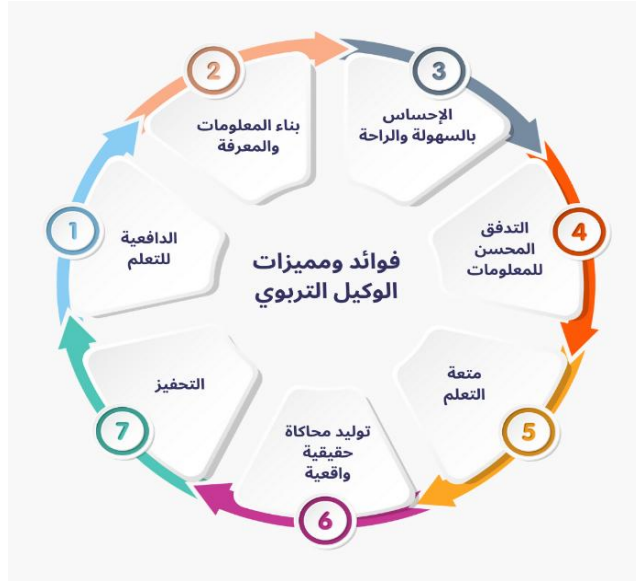 فوائد ومميزات
الوكيل التربوي
1
الدافعية
للتعلم
2
بناء المعلومات
والمعرفة
3
الإحساس
بالسهولة والراحة
4
التدفق
المحسن
للمعلومات
5
متعة
التعلم
6
توليد محاكاة
حقيقية
واقعية
7
التحفيز